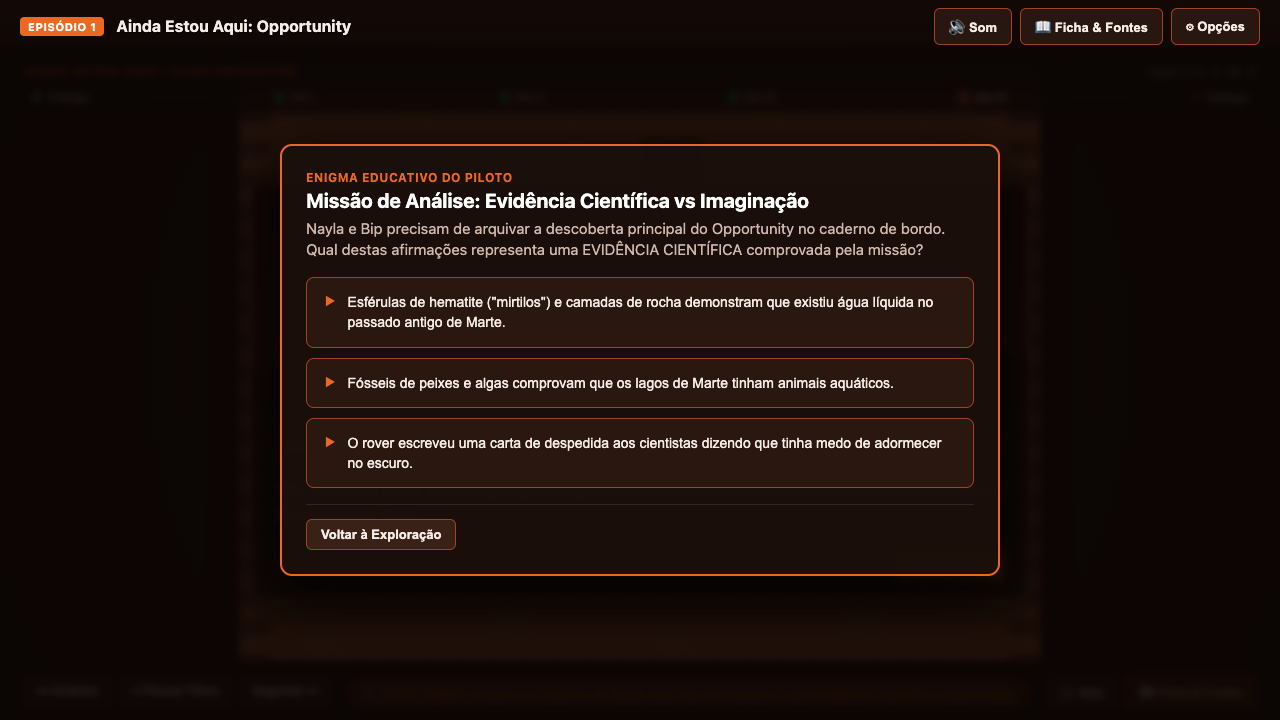 EPISÓDIO 1 Ainda Estou Aqui: Opportunity
Som
Ficha & Fontes
Opções
ENIGMA EDUCATIVO DO PILOTO
Missão de Análise: Evidência Científica vs Imaginação
Nayla e Bip precisam de arquivar a descoberta principal do Opportunity no caderno de bordo.
Qual destas afirmações representa uma EVIDÊNCIA CIENTÍFICA comprovada pela missão?
Esférulas de hematite ("mirtilos") e camadas de rocha demonstram que existiu água líquida no
passado antigo de Marte.
Fósseis de peixes e algas comprovam que os lagos de Marte tinham animais aquáticos.
O rover escreveu uma carta de despedida aos cientistas dizendo que tinha medo de adormecer
no escuro.
Voltar à Exploração